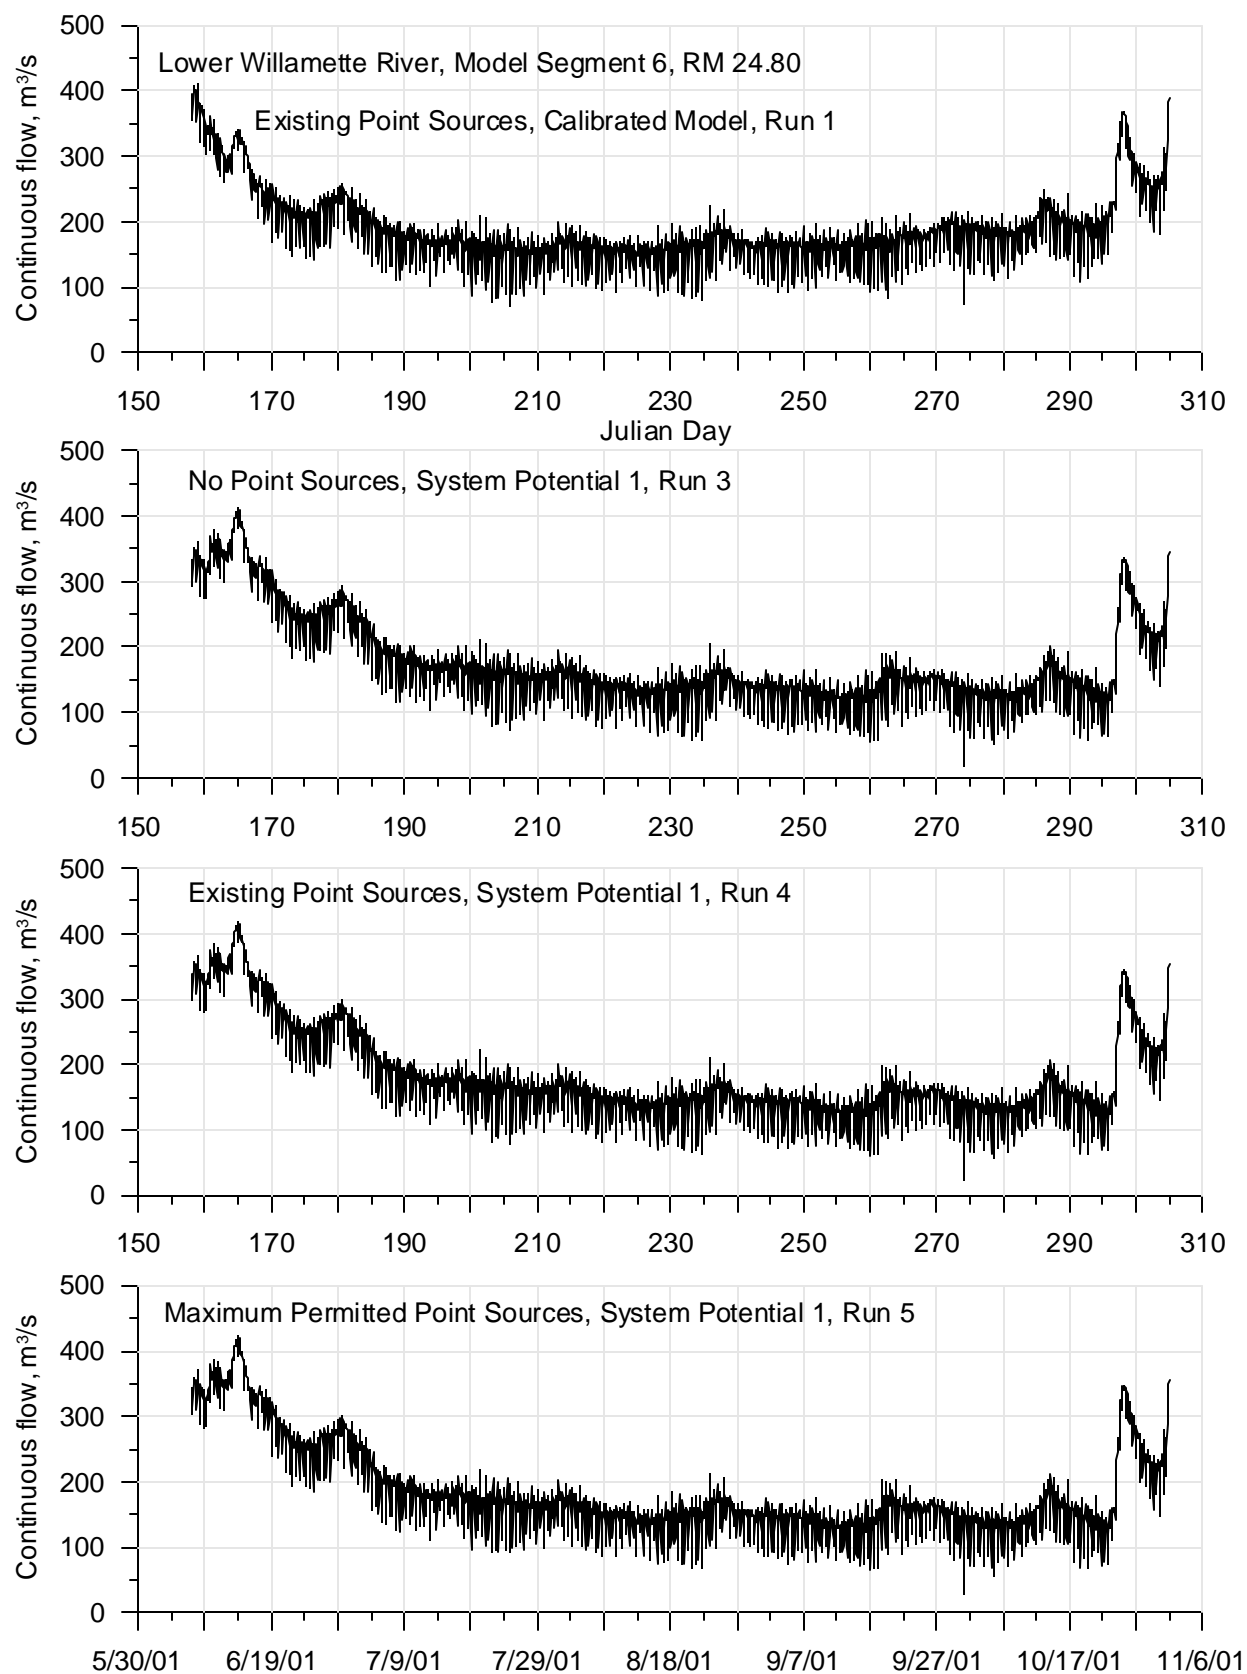 500
400
300
200
100
0
Continuous flow, m³/s
Lower Willamette River, Model Segment 6, RM 24.80
Existing Point Sources, Calibrated Model, Run 1
150 170 190 210 230 250 270 290 310
Julian Day
500
400
300
200
100
0
Continuous flow, m³/s
No Point Sources, System Potential 1, Run 3
150 170 190 210 230 250 270 290 310
500
400
300
200
100
0
Continuous flow, m³/s
Existing Point Sources, System Potential 1, Run 4
150 170 190 210 230 250 270 290 310
500
400
300
200
100
0
Continuous flow, m³/s
Maximum Permitted Point Sources, System Potential 1, Run 5
5/30/01 6/19/01 7/9/01 7/29/01 8/18/01 9/7/01 9/27/01 10/17/01 11/6/01